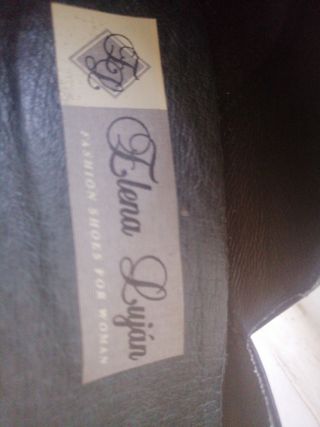 EL
Elena Luján
FASHION SHOES FOR WOMAN